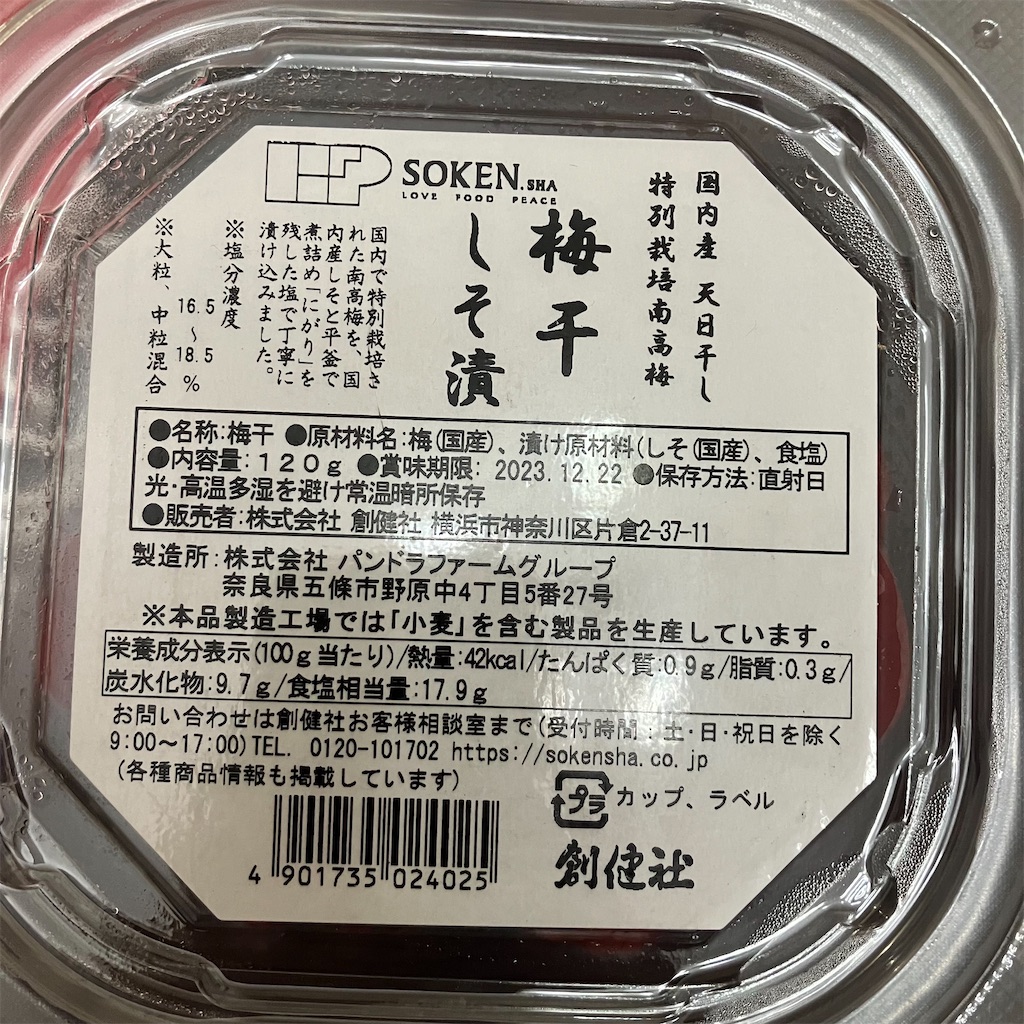 SOKEN.SHA
LOVE FOOD PEACE
国内産 天日干し
特別栽培南高梅
梅干
しそ漬
国内で特別栽培さ
れた南高梅を、国
内産しそと平釜で
煮詰め「にがり」を
残した塩で丁寧に
漬け込みました。
※塩分濃度
16.5〜18.5%
※大粒、中粒混合
●名称:梅干 ●原材料名:梅(国産)、漬け原材料(しそ(国産)、食塩)
●内容量:120g ●賞味期限: 2023.12.22 ●保存方法:直射日
光・高温多湿を避け常温暗所保存
●販売者:株式会社 創健社 横浜市神奈川区片倉2-37-11
製造所:株式会社 パンドラファームグループ
奈良県五條市野原中4丁目5番27号
※本品製造工場では「小麦」を含む製品を生産しています。
栄養成分表示(100g当たり)/熱量:42kcal/たんぱく質:0.9g/脂質:0.3g/
炭水化物:9.7g/食塩相当量:17.9g
お問い合わせは創健社お客様相談室まで(受付時間:土・日・祝日を除く
9:00〜17:00)TEL. 0120-101702 https://sokensha.co.jp
(各種商品情報も掲載しています)
プラ カップ、ラベル
4 901735 024025
創健社